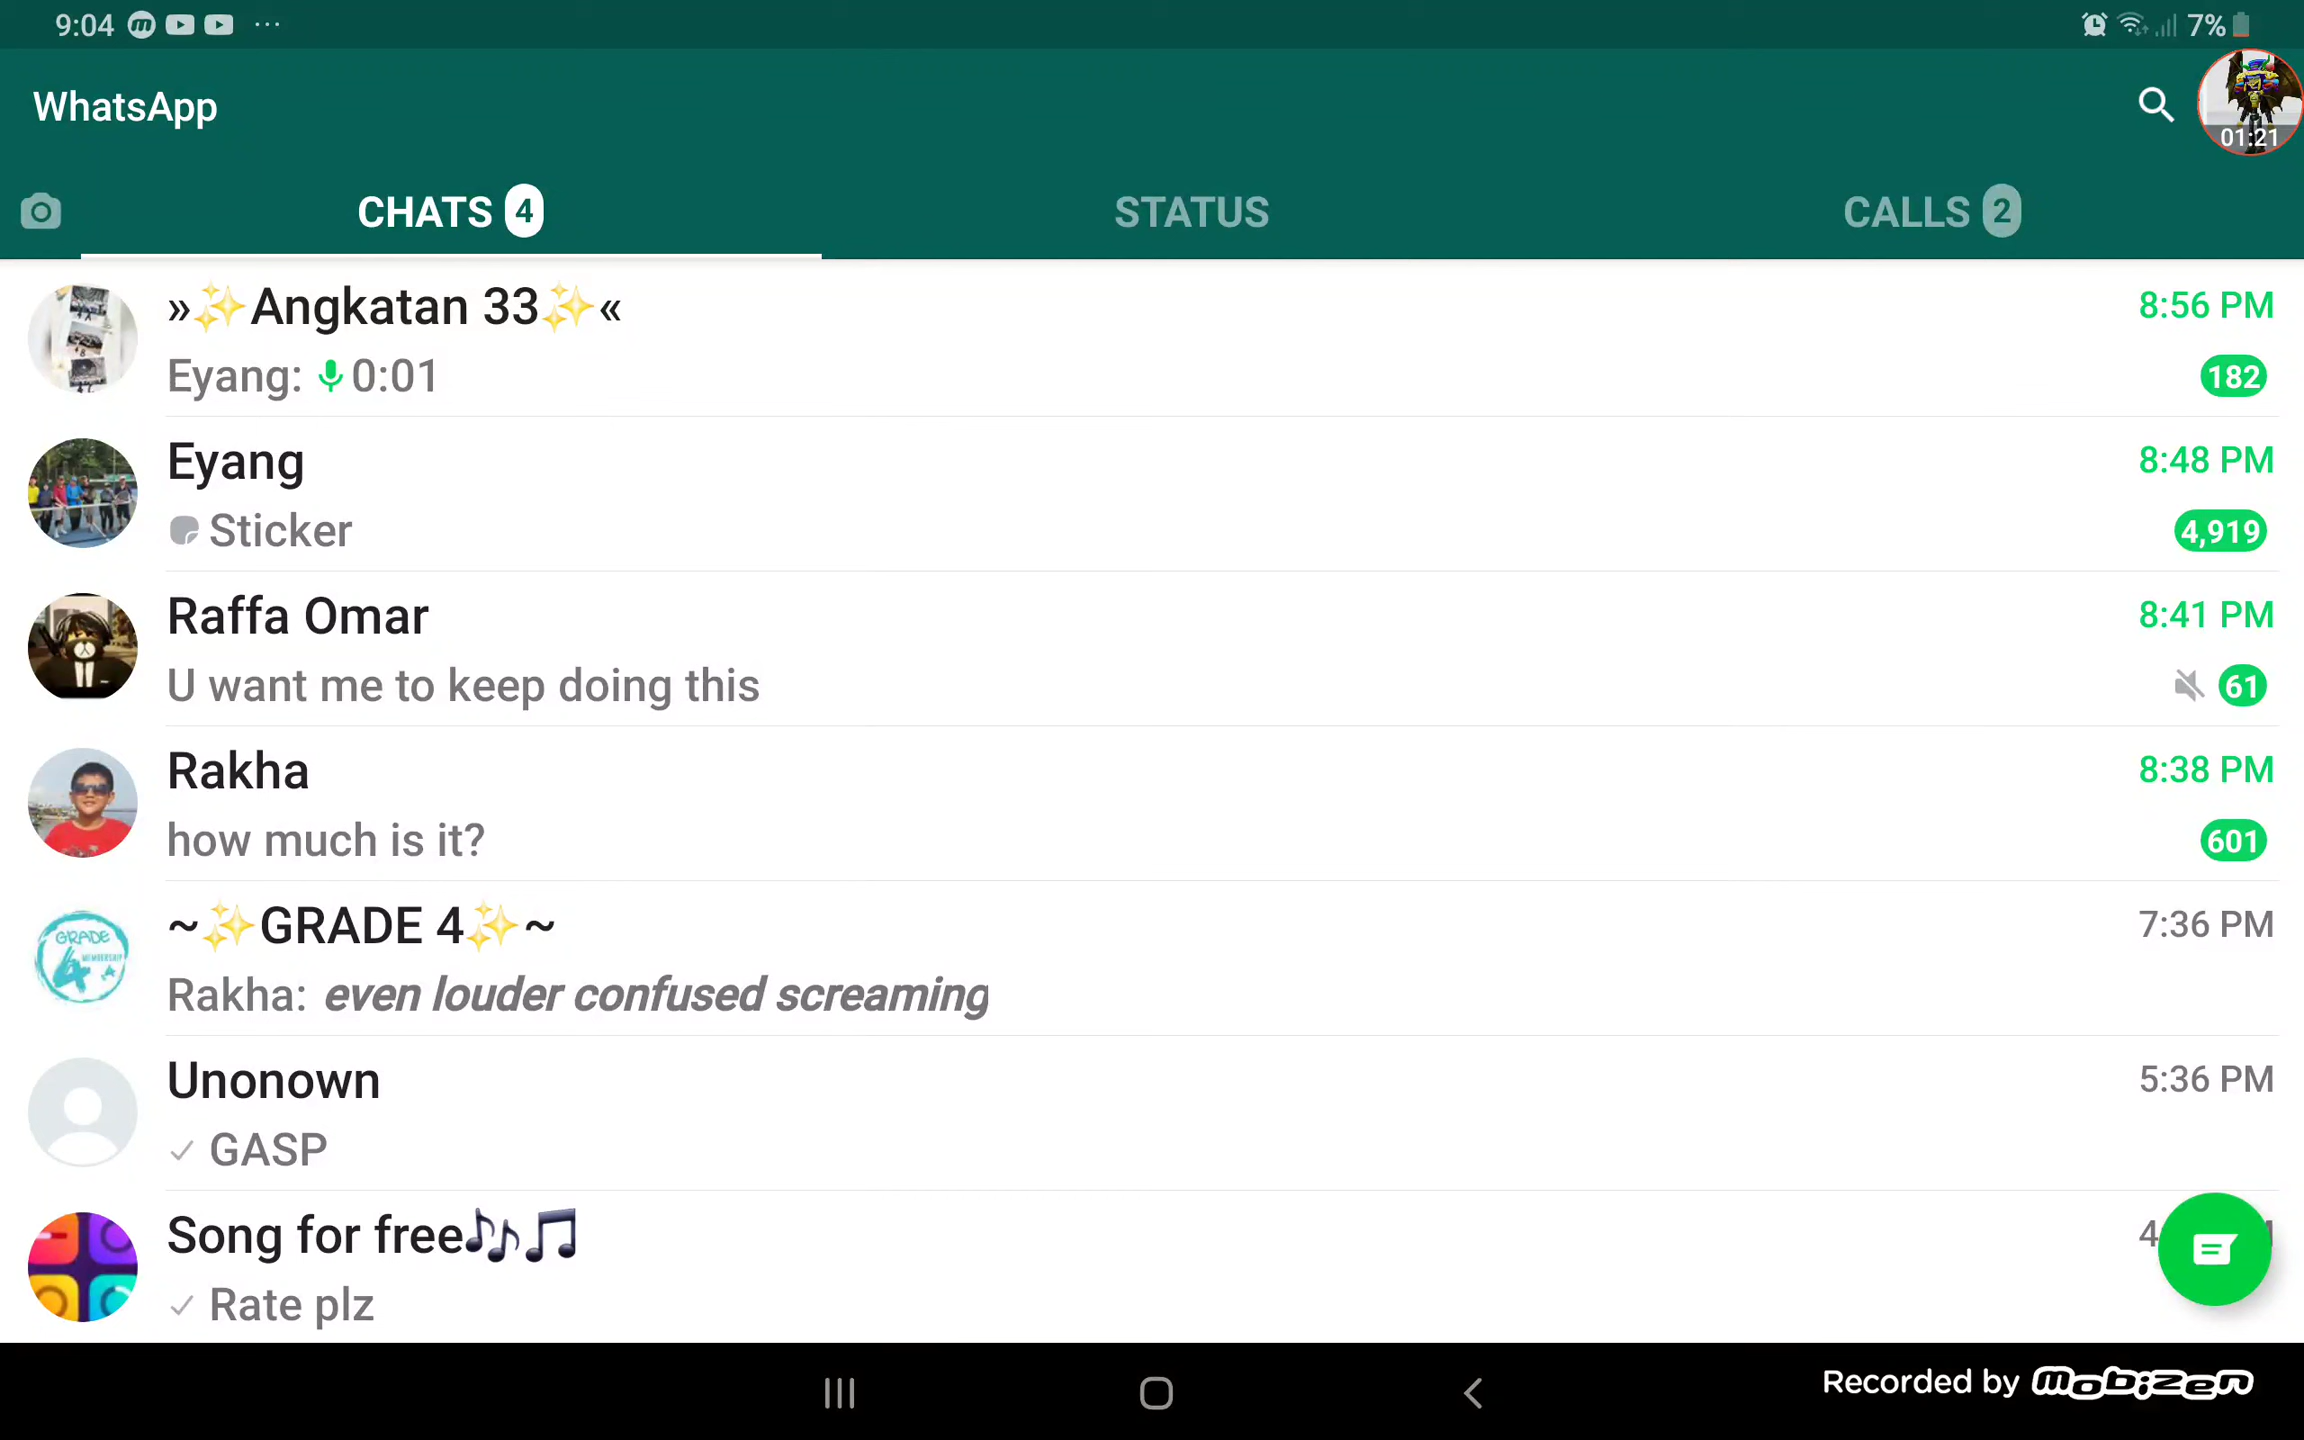 9:04 ··· 7%
WhatsApp
01:21
CHATS 4 STATUS CALLS 2
»✨Angkatan 33✨« 8:56 PM
Eyang: 0:01 182
Eyang 8:48 PM
Sticker 4,919
Raffa Omar 8:41 PM
U want me to keep doing this 61
Rakha 8:38 PM
how much is it? 601
~✨GRADE 4✨~ 7:36 PM
GRADE 4
Rakha: even louder confused screaming
Unonown 5:36 PM
✓ GASP
Song for free🎶🎵
✓ Rate plz
Recorded by mobizen